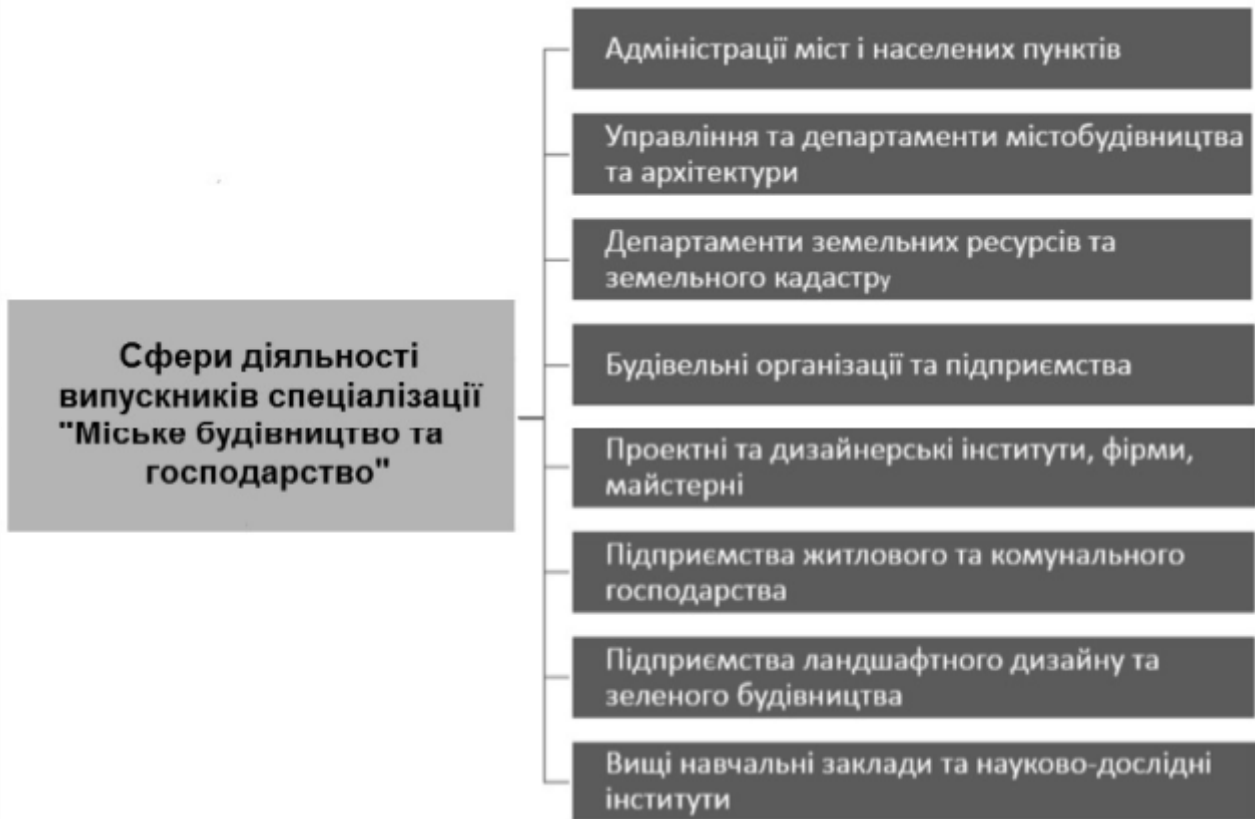 Сфери діяльності
випускників спеціалізації
"Міське будівництво та
господарство"
Адміністрації міст і населених пунктів
Управління та департаменти містобудівництва
та архітектури
Департаменти земельних ресурсів та
земельного кадастру
Будівельні організації та підприємства
Проектні та дизайнерські інститути, фірми,
майстерні
Підприємства житлового та комунального
господарства
Підприємства ландшафтного дизайну та
зеленого будівництва
Вищі навчальні заклади та науково-дослідні
інститути